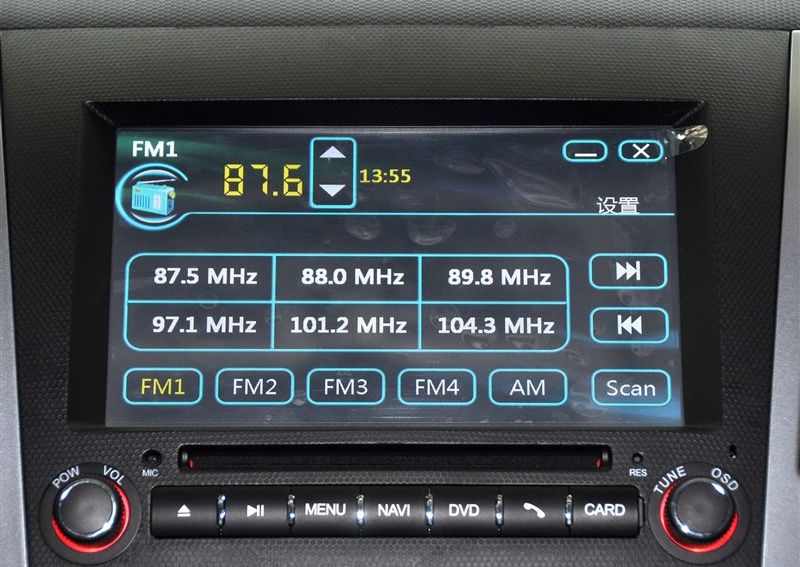 FM1
87.6
13:55
设置
87.5 MHz 88.0 MHz 89.8 MHz
97.1 MHz 101.2 MHz 104.3 MHz
FM1 FM2 FM3 FM4 AM Scan
POW VOL
MIC
RES
TUNE OSD
MENU NAVI DVD CARD